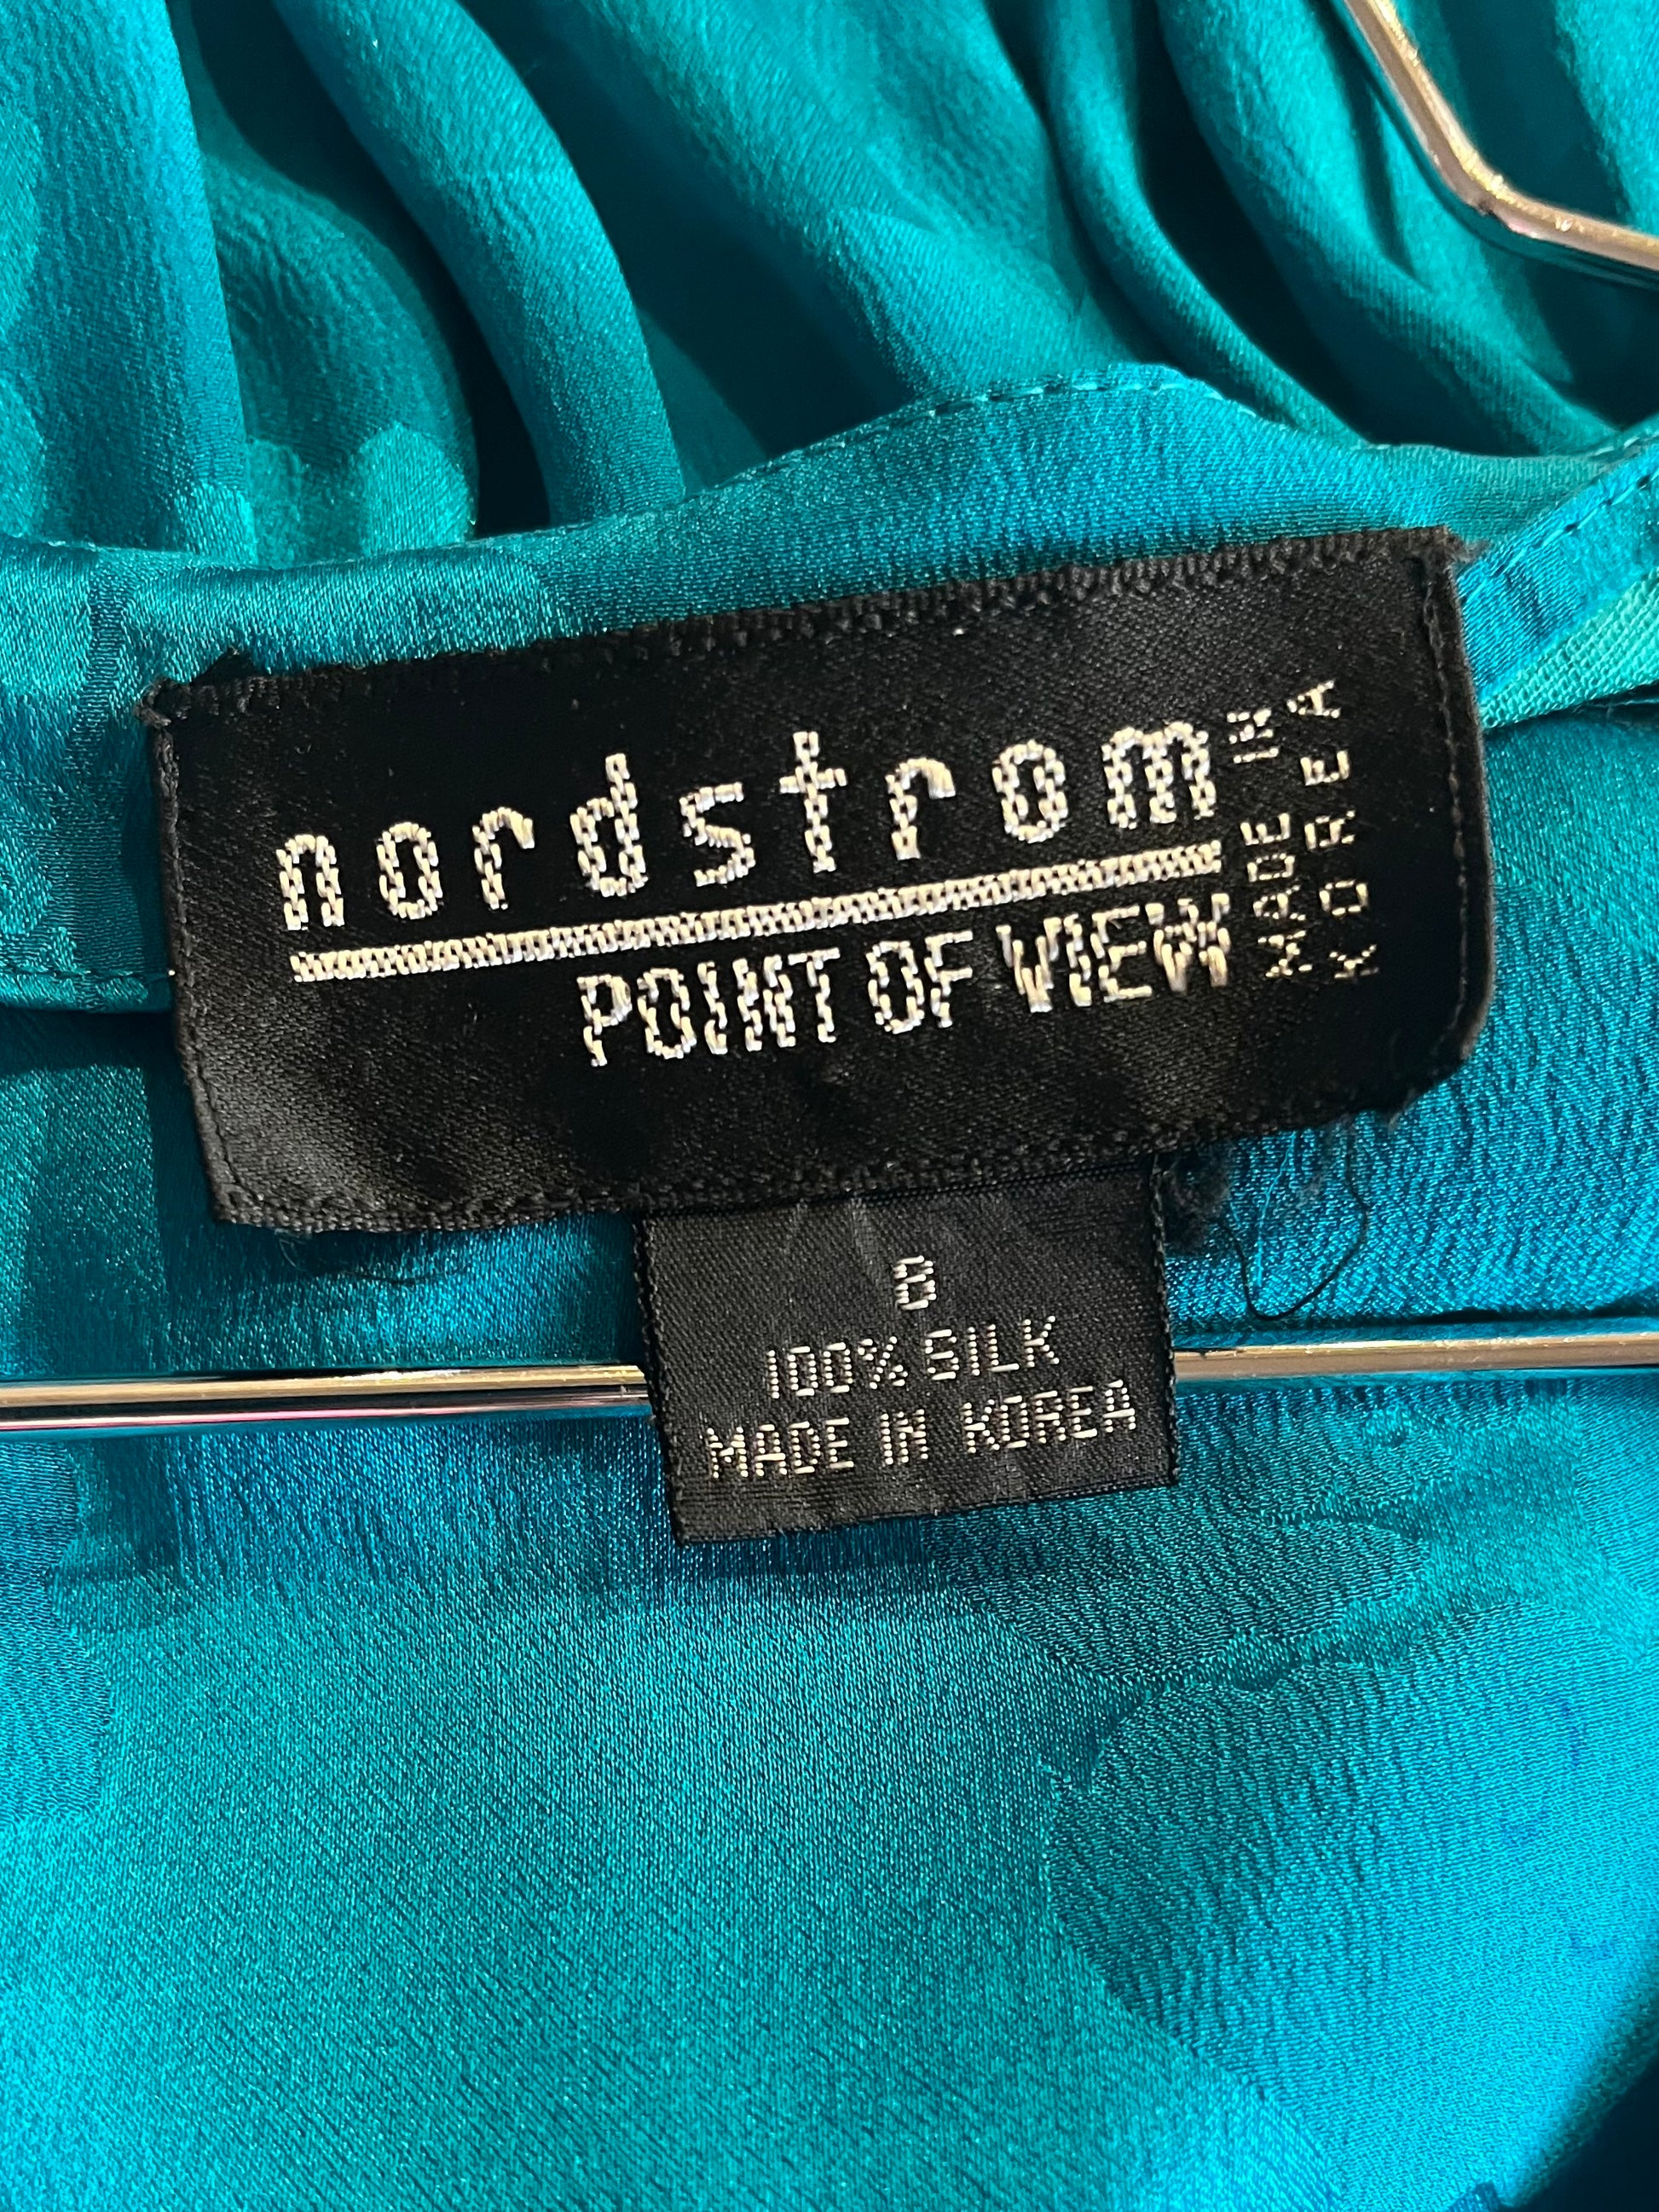 nordstrom
POINT OF VIEW
MADE IN
KOREA
8
100% SILK
MADE IN KOREA